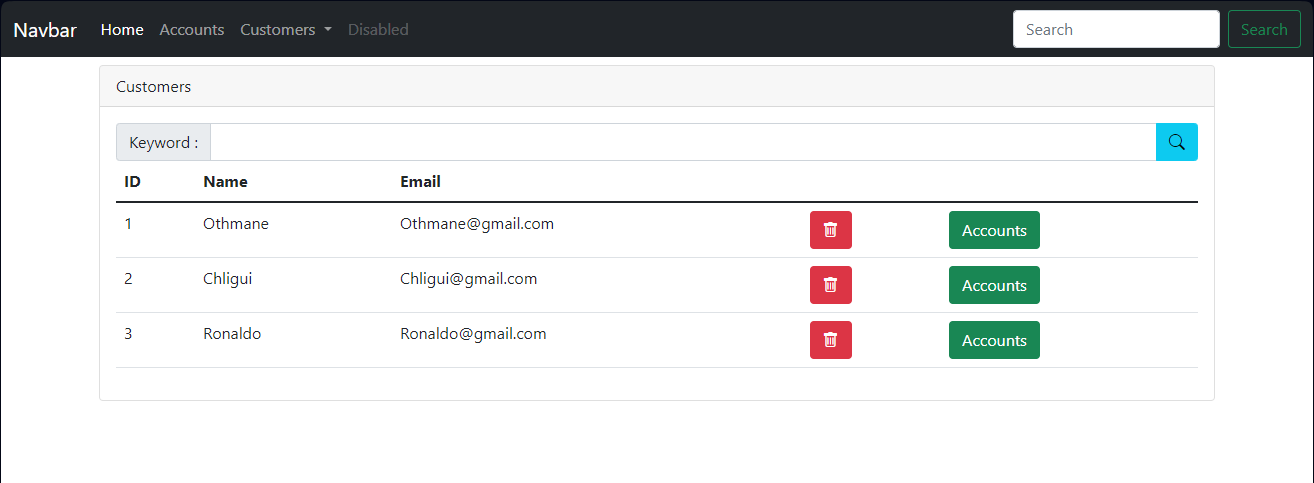 Navbar Home Accounts Customers Disabled Search Search
Customers
Keyword :
ID Name Email
1 Othmane Othmane@gmail.com Accounts
2 Chligui Chligui@gmail.com Accounts
3 Ronaldo Ronaldo@gmail.com Accounts